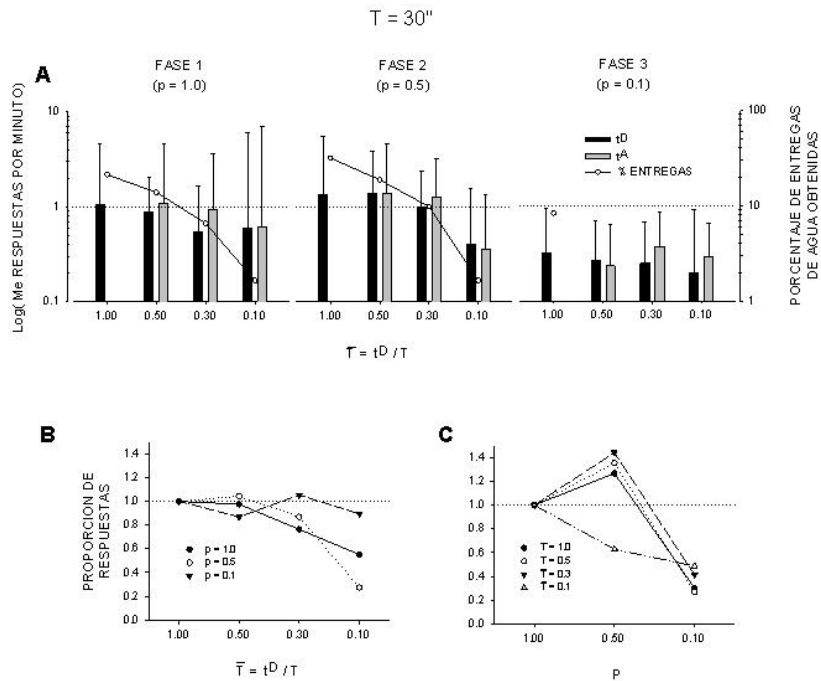 T = 30"
A
FASE 1
(p = 1.0)
FASE 2
(p = 0.5)
FASE 3
(p = 0.1)
Log( Me RESPUESTAS POR MINUTO)
10
1
0.1
tD
tA
% ENTREGAS
100
10
1
PORCENTAJE DE ENTREGAS
DE AGUA OBTENIDAS
1.00 0.50 0.30 0.10
1.00 0.50 0.30 0.10
1.00 0.50 0.30 0.10
T̅ = tD / T
B
PROPORCION DE
RESPUESTAS
1.4
1.2
1.0
0.8
0.6
0.4
0.2
0.0
p = 1.0
p = 0.5
p = 0.1
1.00 0.50 0.30 0.10
T̅ = tD / T
C
1.4
1.2
1.0
0.8
0.6
0.4
0.2
0.0
T̅ = 1.0
T̅ = 0.5
T̅ = 0.3
T̅ = 0.1
1.00 0.50 0.10
P